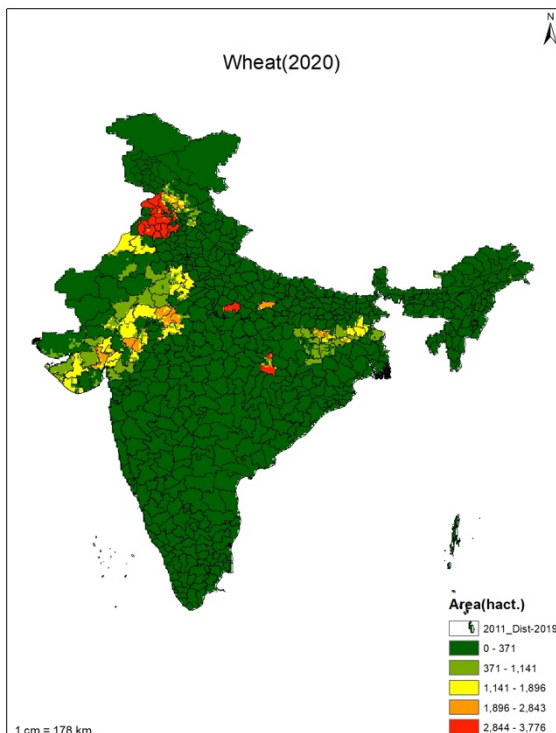 N
Wheat(2020)
Area(hact.)
2011_Dist-2019
0 - 371
371 - 1,141
1,141 - 1,896
1,896 - 2,843
2,844 - 3,776
1 cm = 178 km